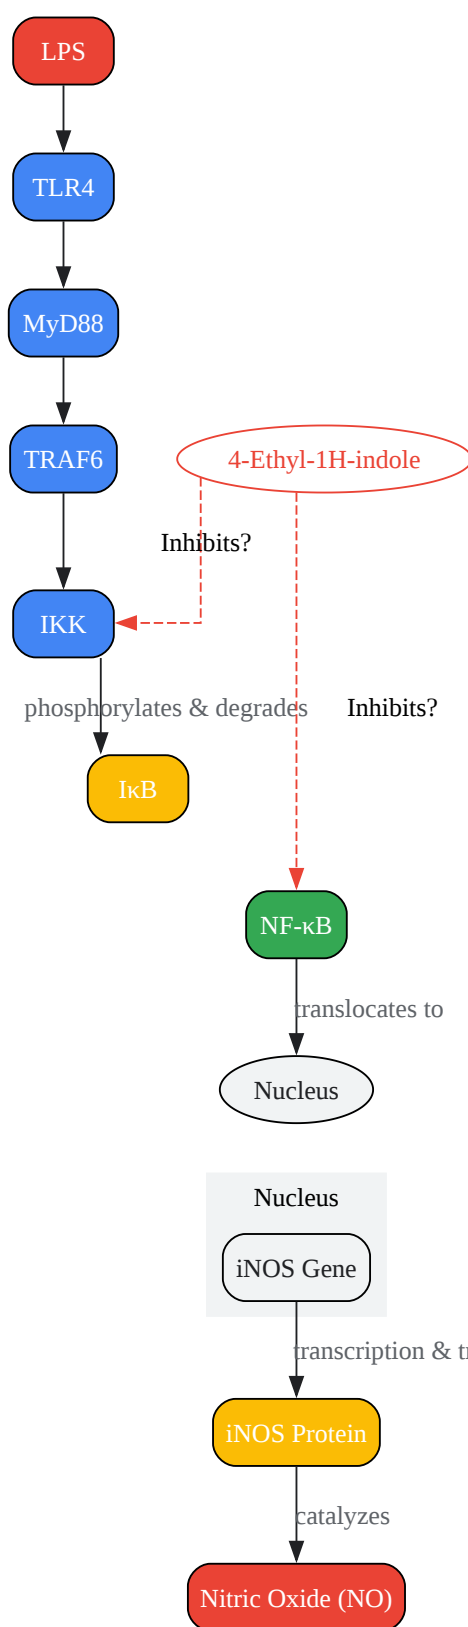 LPS
TLR4
MyD88
TRAF6
4-Ethyl-1H-indole
Inhibits?
IKK
phosphorylates & degrades
Inhibits?
IκB
NF-κB
translocates to
Nucleus
Nucleus
iNOS Gene
transcription &
iNOS Protein
catalyzes
Nitric Oxide (NO)